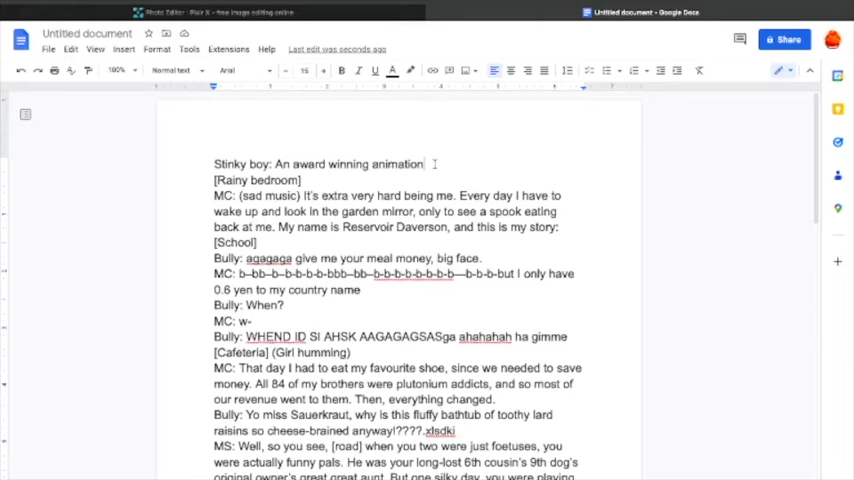 Photo Editor : Pixlr X - free image editing online
Untitled document - Google Docs
Untitled document
File Edit View Insert Format Tools Extensions Help Last edit was seconds ago
Share
100% Normal text Arial 15
Stinky boy: An award winning animation
[Rainy bedroom]
MC: (sad music) It's extra very hard being me. Every day I have to
wake up and look in the garden mirror, only to see a spook eating
back at me. My name is Reservoir Daverson, and this is my story:
[School]
Bully: agagaga give me your meal money, big face.
MC: b–bb–b–b-b-b-b-bbb–bb–b-b-b-b-b-b-b-b—b-b-b-but I only have
0.6 yen to my country name
Bully: When?
MC: w-
Bully: WHEND ID SI AHSK AAGAGAGSASga ahahahah ha gimme
[Cafeteria] (Girl humming)
MC: That day I had to eat my favourite shoe, since we needed to save
money. All 84 of my brothers were plutonium addicts, and so most of
our revenue went to them. Then, everything changed.
Bully: Yo miss Sauerkraut, why is this fluffy bathtub of toothy lard
raisins so cheese-brained anyway!????.xlsdki
MS: Well, so you see, [road] when you two were just foetuses, you
were actually funny pals. He was your long-lost 6th cousin's 9th dog's
original owner's great great aunt. But one silky day, you were playing